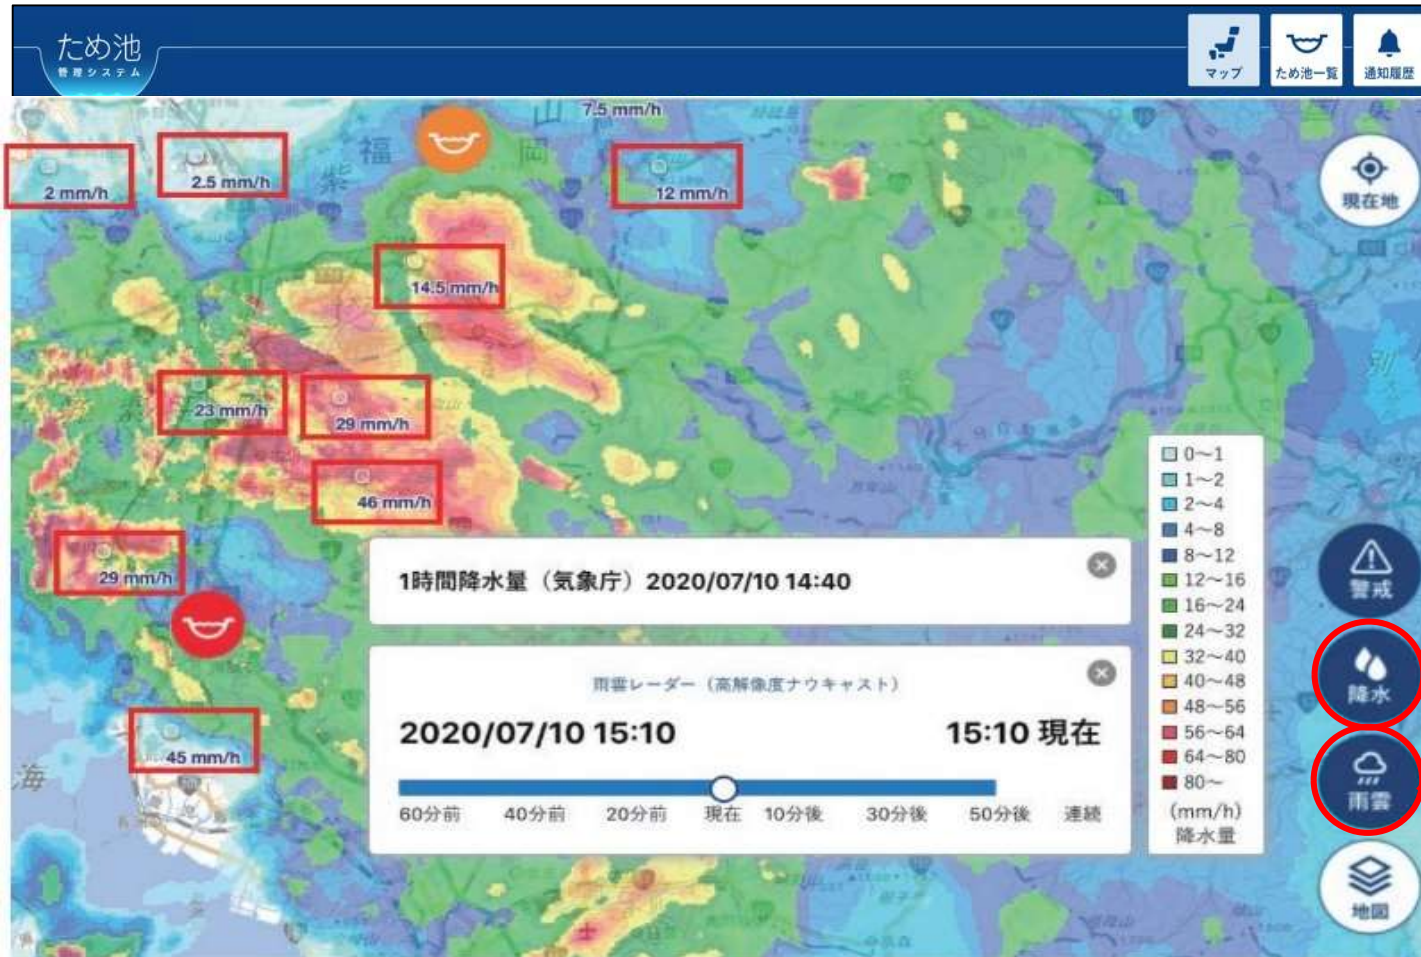 ため池
管理システム
マップ
ため池一覧
通知履歴
7.5 mm/h
福
岡
山
紫
2 mm/h
2.5 mm/h
12 mm/h
現在地
14.5 mm/h
23 mm/h
29 mm/h
46 mm/h
29 mm/h
45 mm/h
海
別
1時間降水量（気象庁）2020/07/10 14:40
雨雲レーダー（高解像度ナウキャスト）
2020/07/10 15:10
15:10 現在
60分前
40分前
20分前
現在
10分後
30分後
50分後
連続
0〜1
1〜2
2〜4
4〜8
8〜12
12〜16
16〜24
24〜32
32〜40
40〜48
48〜56
56〜64
64〜80
80〜
(mm/h)
降水量
警戒
降水
雨雲
地図